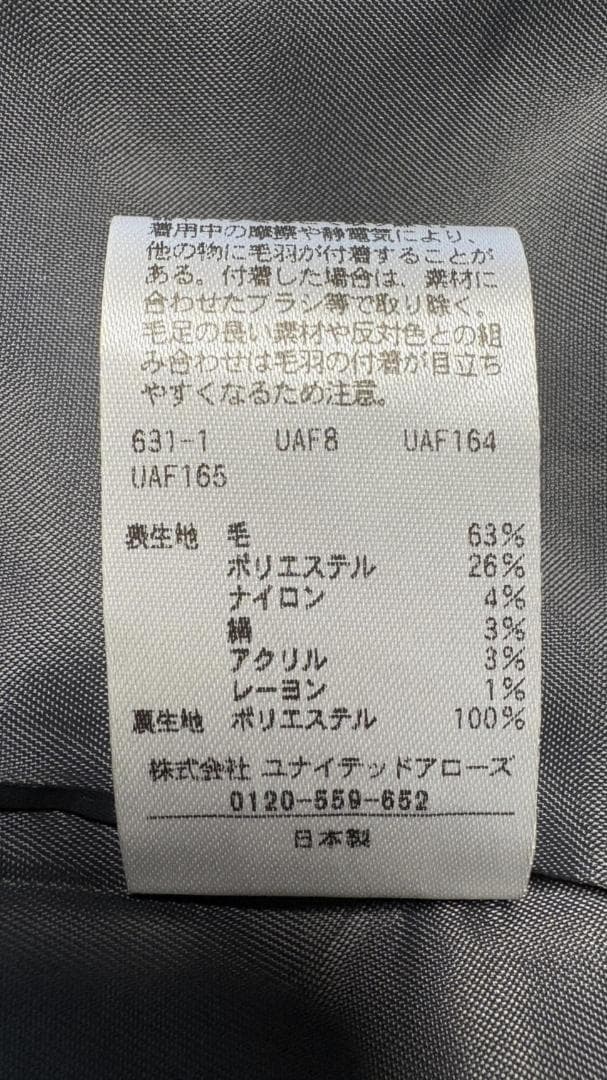 着用中の摩擦や静電気により、
他の物に毛羽が付着することが
ある。付着した場合は、素材に
合わせたブラシ等で取り除く。
毛足の長い素材や反対色との組
み合わせは毛羽の付着が目立ち
やすくなるため注意。
631-1 UAF8 UAF164
UAF165
表生地 毛 63%
ポリエステル 26%
ナイロン 4%
絹 3%
アクリル 3%
レーヨン 1%
裏生地 ポリエステル 100%
株式会社 ユナイテッドアローズ
0120-559-652
日本製